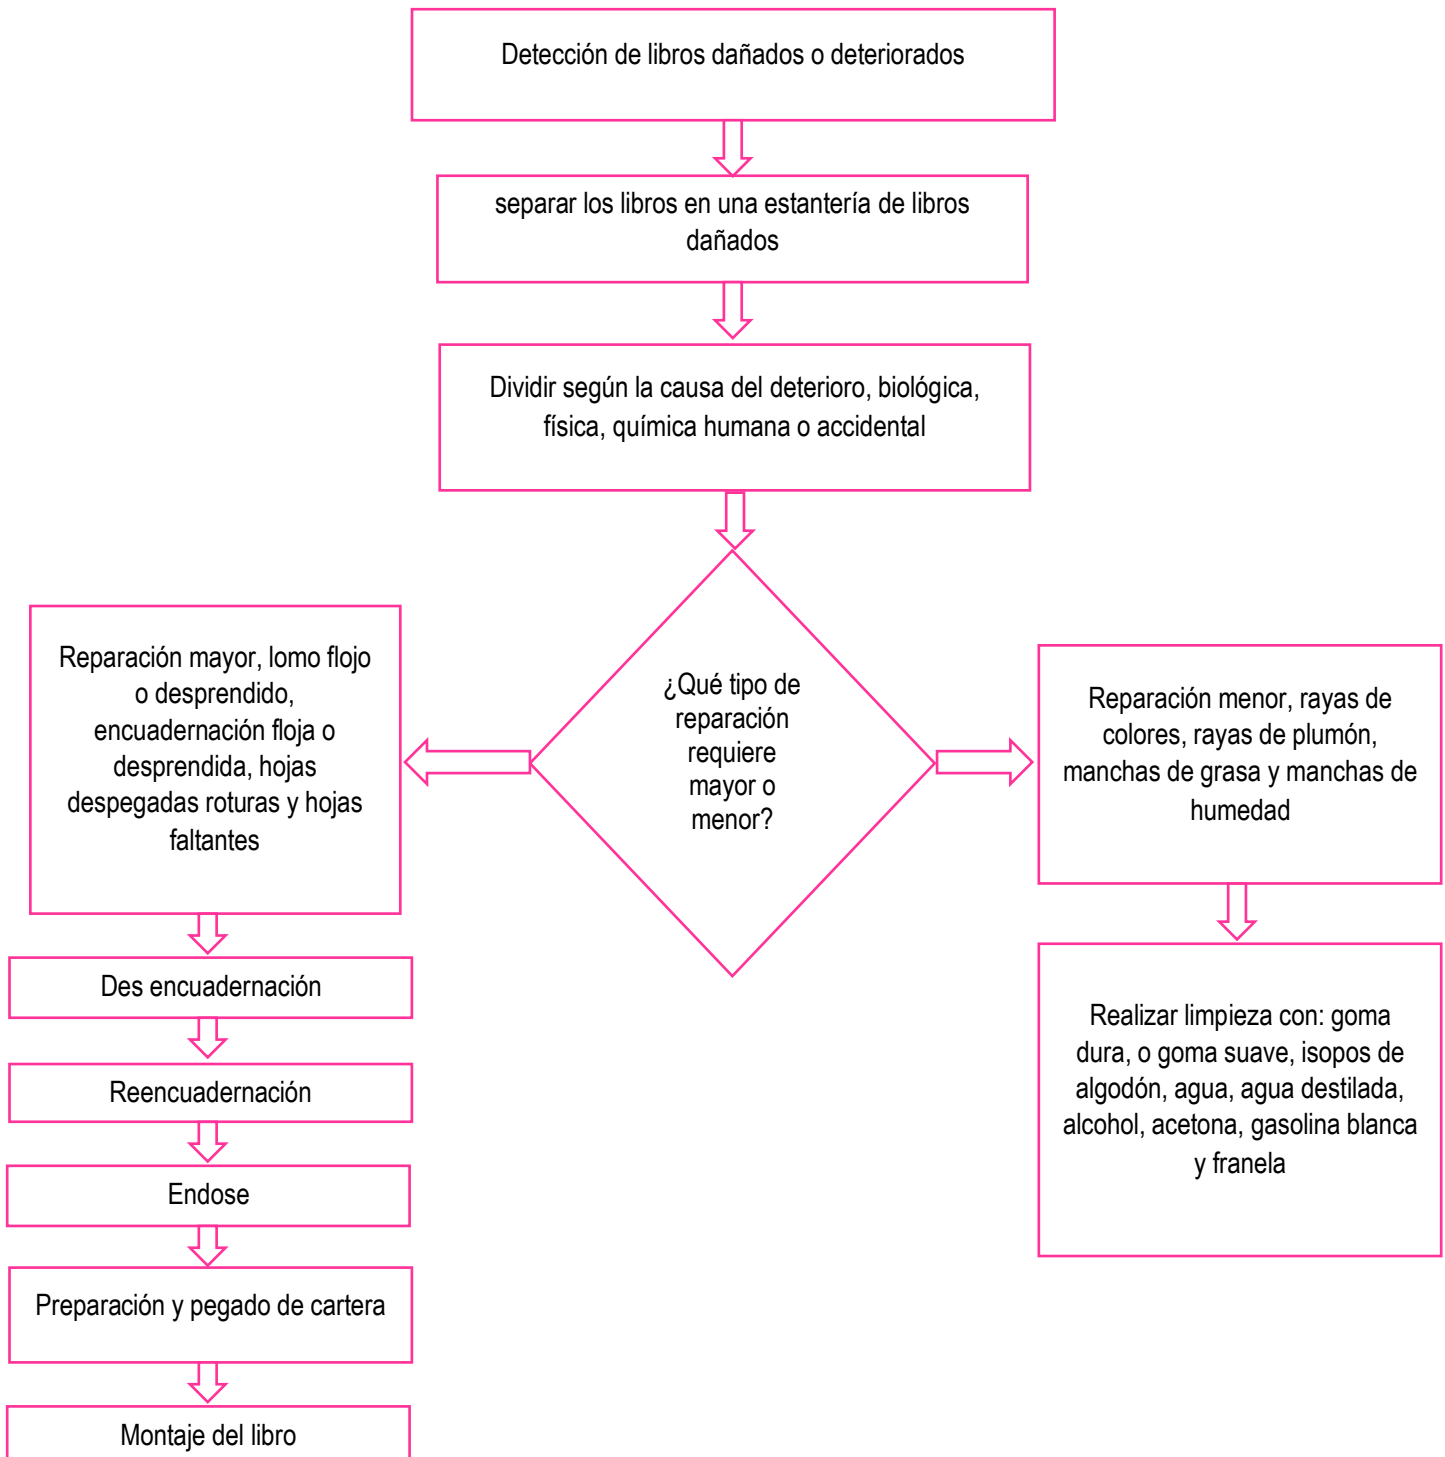 Detección de libros dañados o deteriorados
separar los libros en una estantería de libros
dañados
Dividir según la causa del deterioro, biológica,
física, química humana o accidental
¿Qué tipo de
reparación
requiere
mayor o
menor?
Reparación mayor, lomo flojo
o desprendido,
encuadernación floja o
desprendida, hojas
despegadas roturas y hojas
faltantes
Des encuadernación
Reencuadernación
Endose
Preparación y pegado de cartera
Montaje del libro
Reparación menor, rayas de
colores, rayas de plumón,
manchas de grasa y manchas de
humedad
Realizar limpieza con: goma
dura, o goma suave, isopos de
algodón, agua, agua destilada,
alcohol, acetona, gasolina blanca
y franela